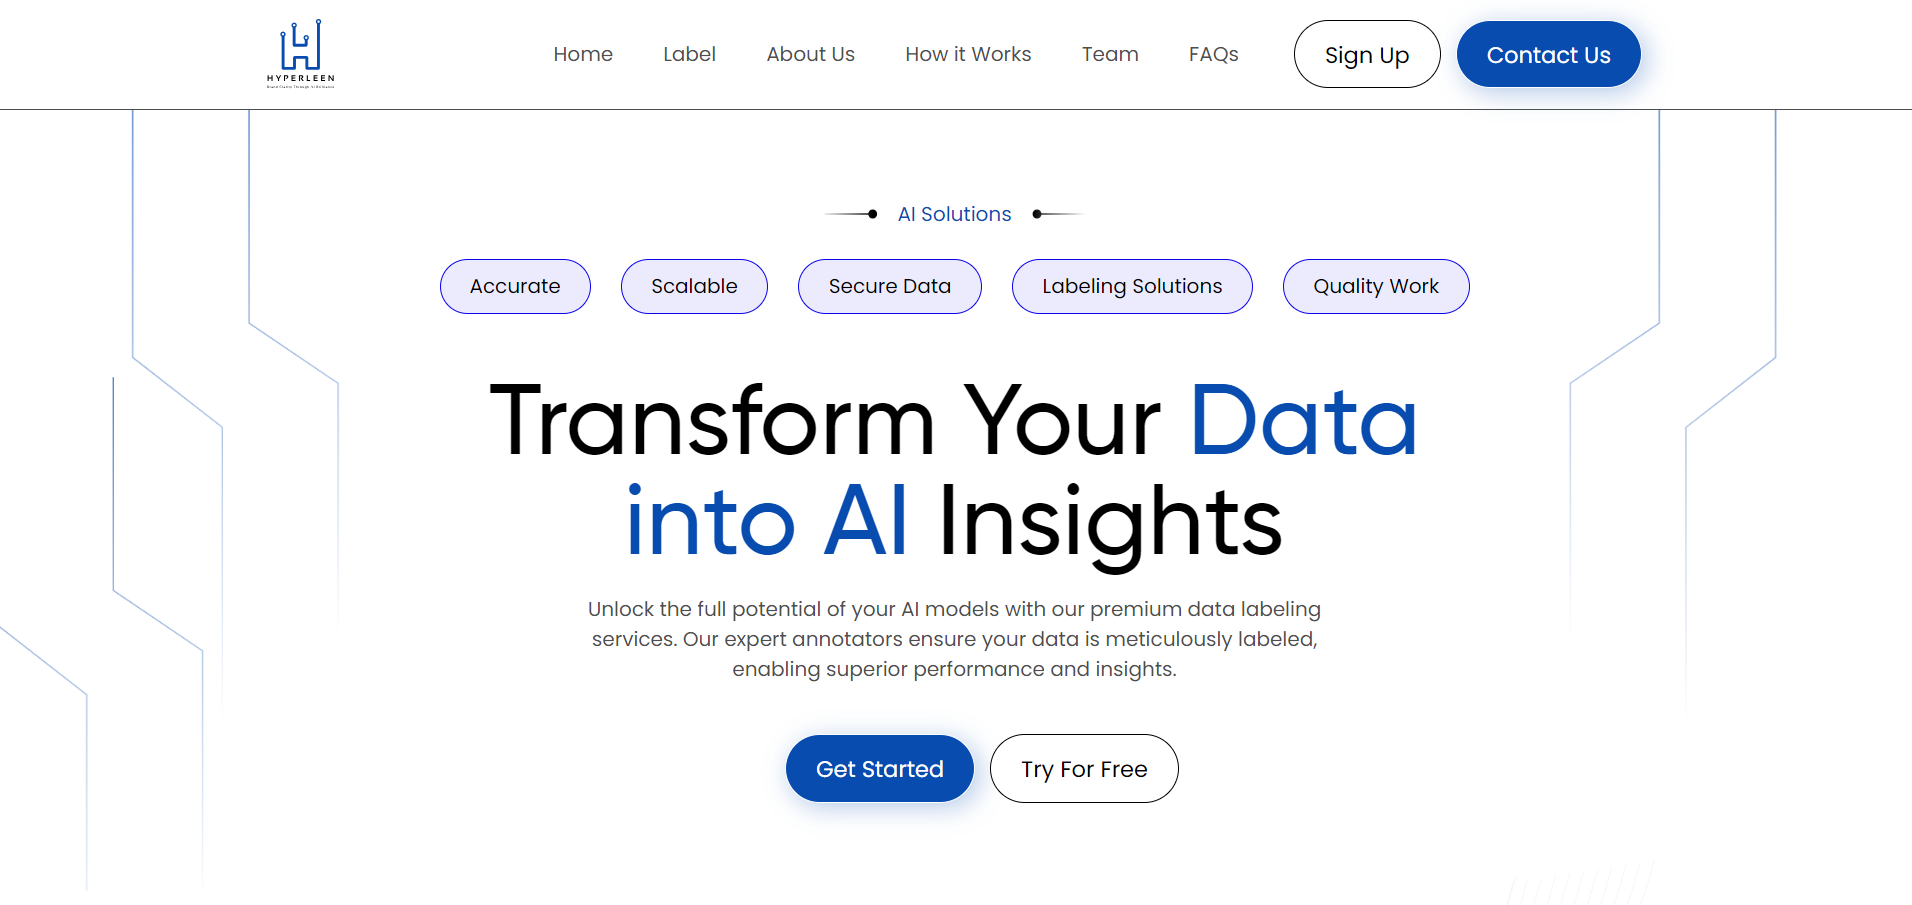 HYPERLEEN
Home
Label
About Us
How it Works
Team
FAQs
Sign Up
Contact Us
AI Solutions
Accurate
Scalable
Secure Data
Labeling Solutions
Quality Work
Transform Your Data
into AI Insights
Unlock the full potential of your AI models with our premium data labeling
services. Our expert annotators ensure your data is meticulously labeled,
enabling superior performance and insights.
Get Started
Try For Free